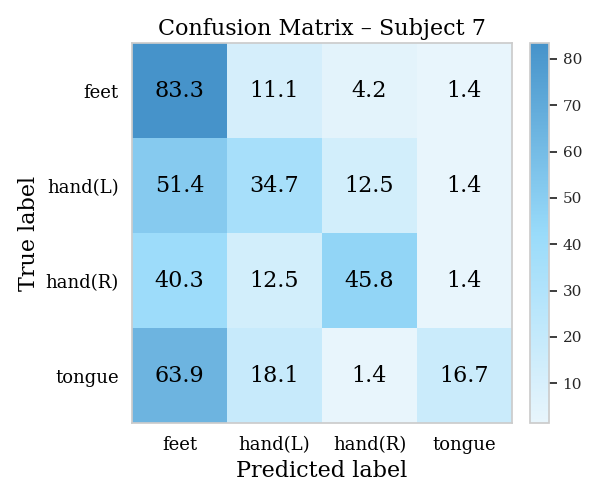 Confusion Matrix – Subject 7
feet 83.3 11.1 4.2 1.4
hand(L) 51.4 34.7 12.5 1.4
hand(R) 40.3 12.5 45.8 1.4
tongue 63.9 18.1 1.4 16.7
feet hand(L) hand(R) tongue
Predicted label
True label
80
70
60
50
40
30
20
10